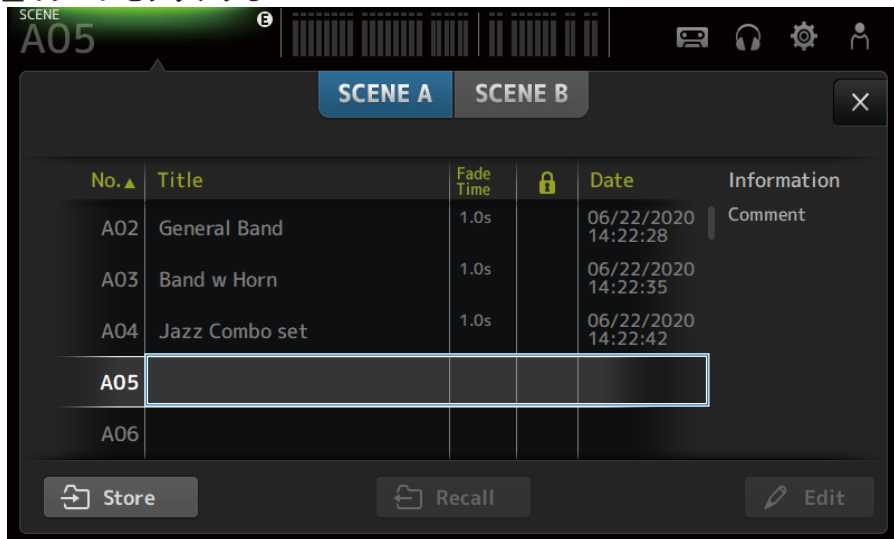 SCENE
A05
E
SCENE A
SCENE B
No.▲ Title Fade Time Date Information
A02 General Band 1.0s 06/22/2020 14:22:28 Comment
A03 Band w Horn 1.0s 06/22/2020 14:22:35
A04 Jazz Combo set 1.0s 06/22/2020 14:22:42
A05
A06
Store
Recall
Edit